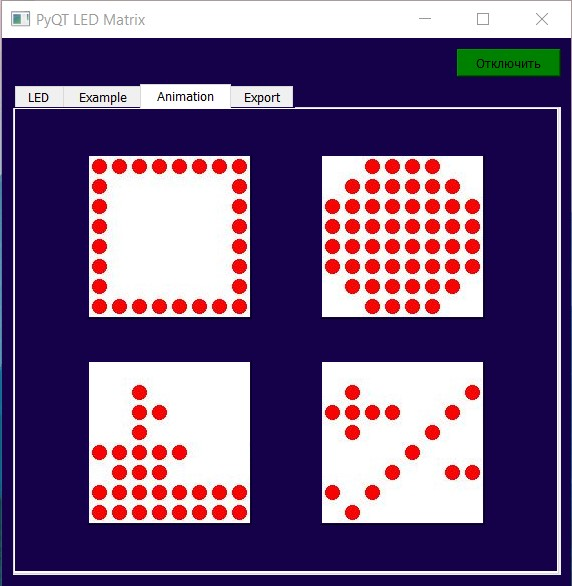 PyQT LED Matrix
Отключить
LED Example Animation Export